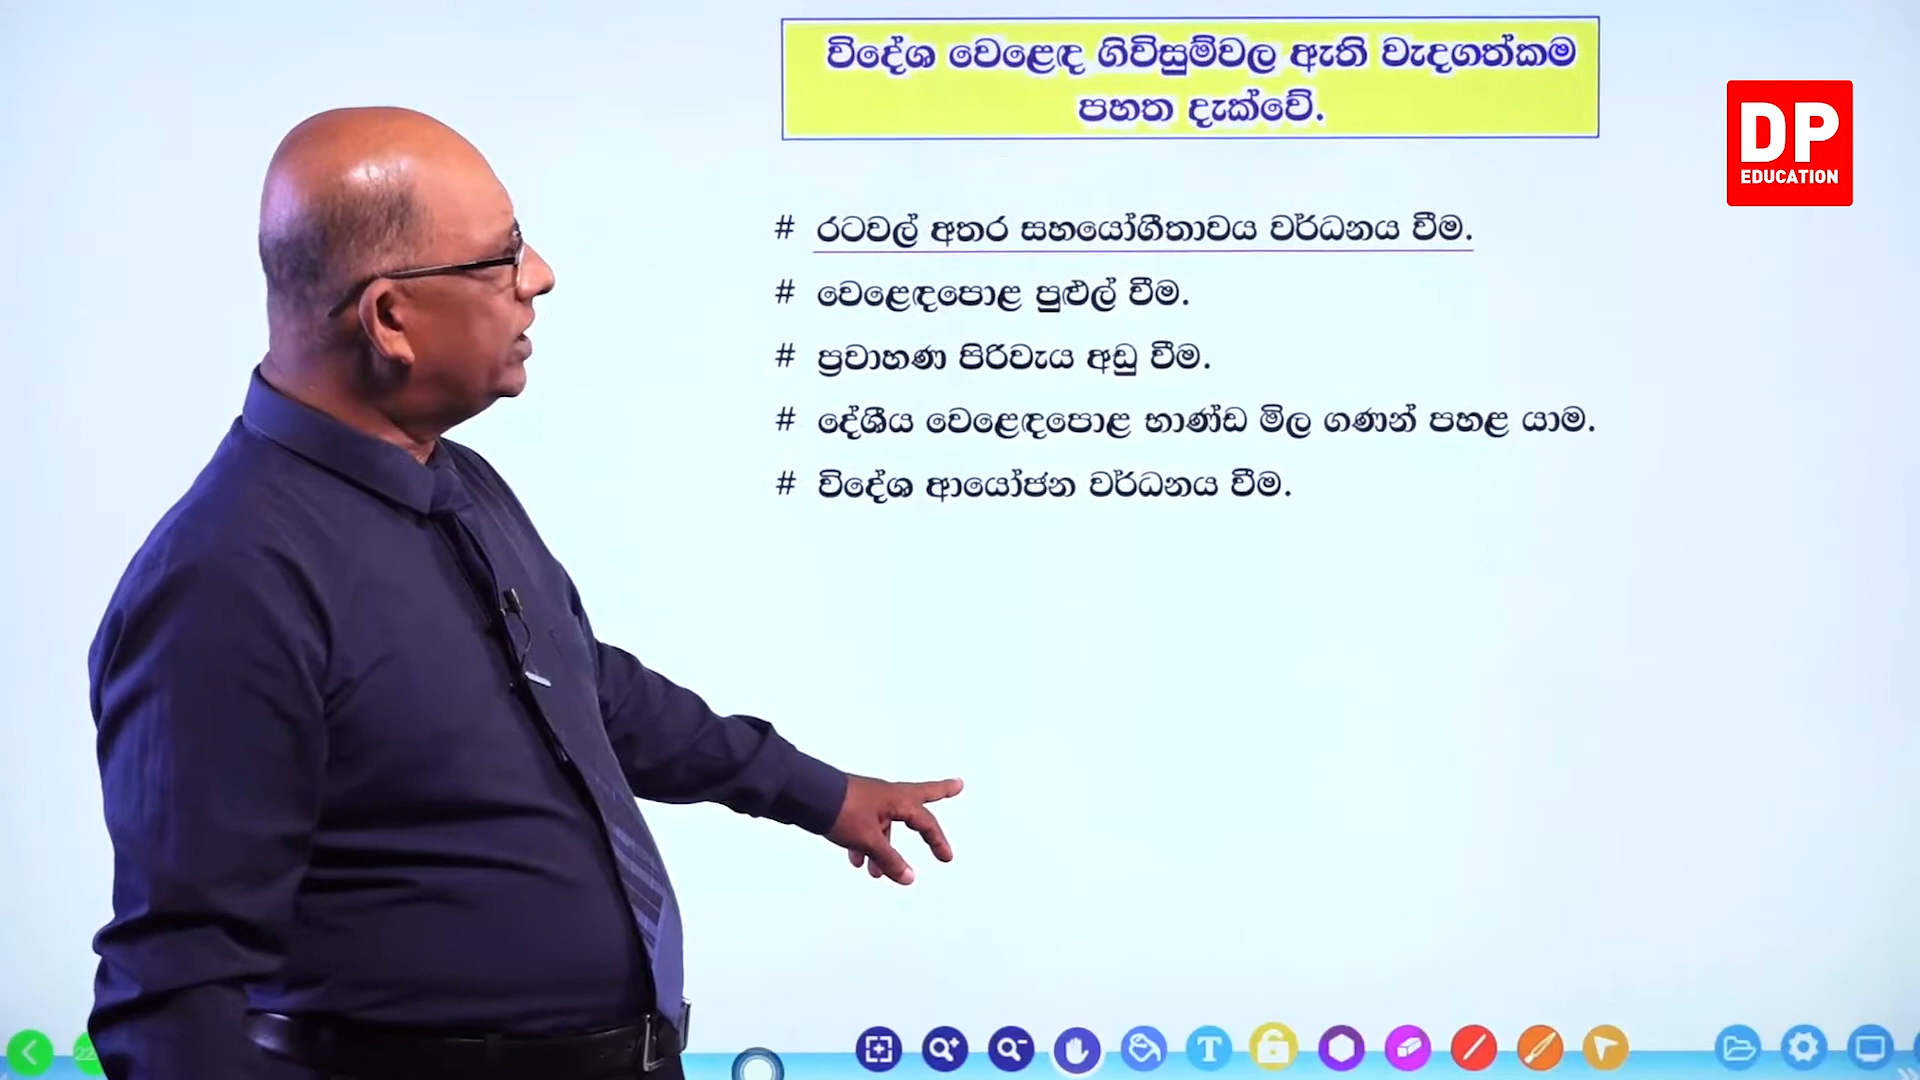 විදේශ වෙළෙඳ ගිවිසුම්වල ඇති වැදගත්කම
පහත දැක්වේ.
DP
EDUCATION
# රටවල් අතර සහයෝගීතාවය වර්ධනය වීම.
# වෙළෙඳපොළ පුළුල් වීම.
# ප්‍රවාහණ පිරිවැය අඩු වීම.
# දේශීය වෙළෙඳපොළ භාණ්ඩ මිල ගණන් පහළ යාම.
# විදේශ ආයෝජන වර්ධනය වීම.
22
T